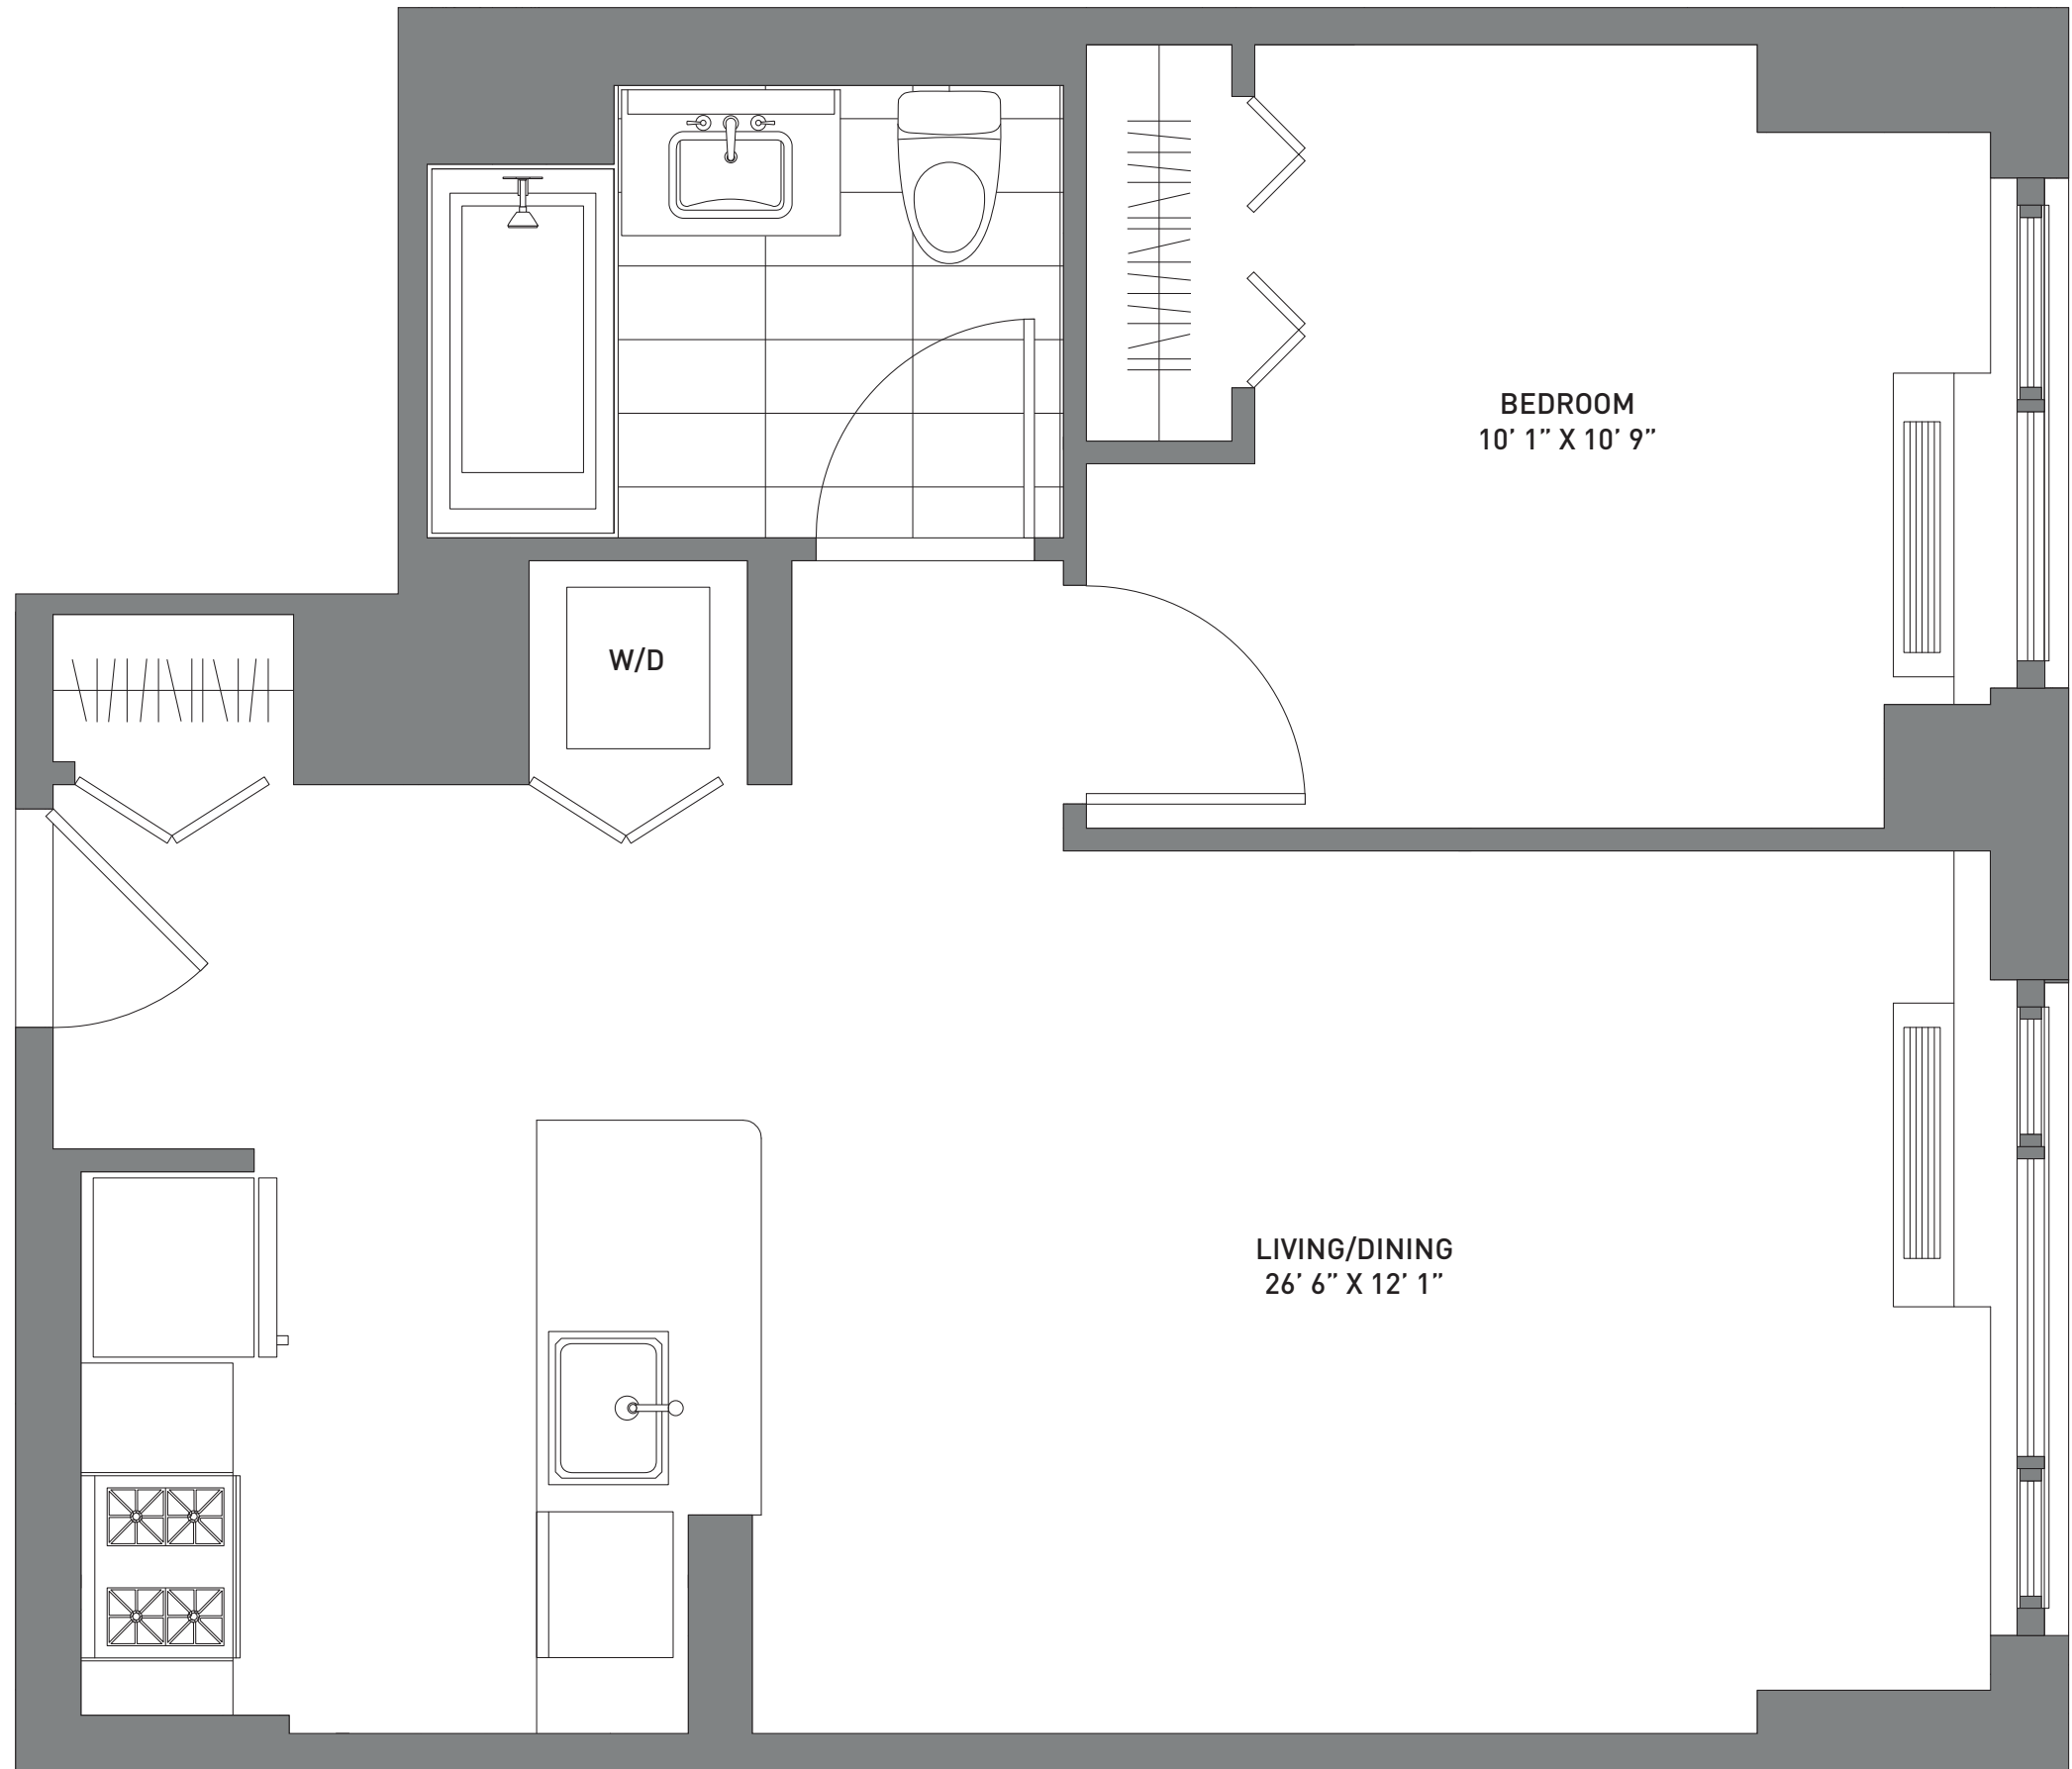 BEDROOM
10’ 1” X 10’ 9”
W/D
LIVING/DINING
26’ 6” X 12’ 1”